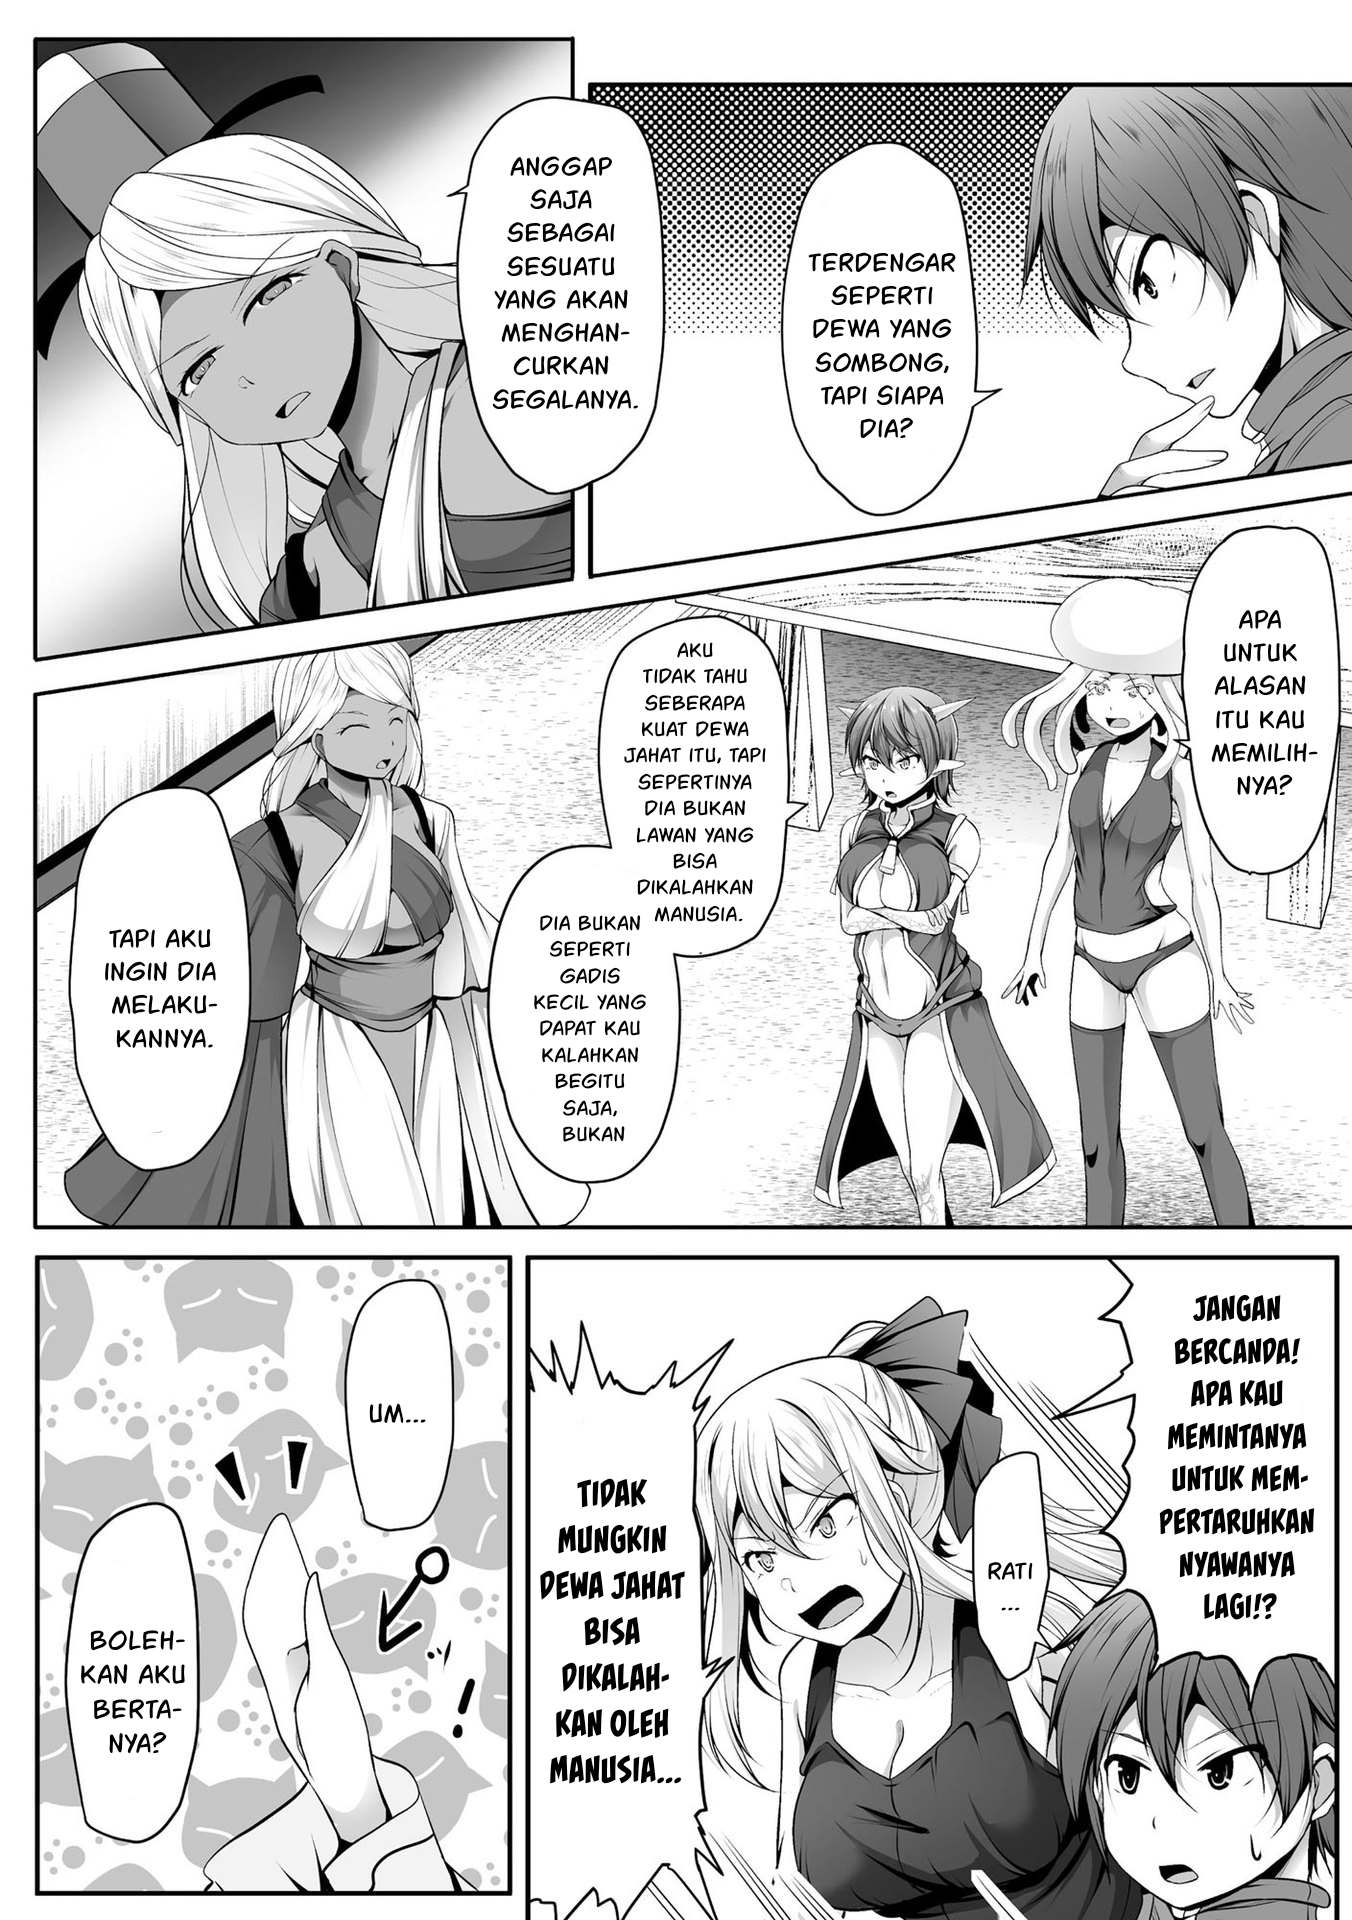 TERDENGAR
SEPERTI
DEWA YANG
SOMBONG,
TAPI SIAPA
DIA?
ANGGAP
SAJA
SEBAGAI
SESUATU
YANG AKAN
MENGHAN-
CURKAN
SEGALANYA.
APA
UNTUK
ALASAN
ITU KAU
MEMILIH-
NYA?
AKU
TIDAK TAHU
SEBERAPA
KUAT DEWA
JAHAT ITU, TAPI
SEPERTINYA
DIA BUKAN
LAWAN YANG
BISA
DIKALAHKAN
MANUSIA.
DIA BUKAN
SEPERTI
GADIS
KECIL YANG
DAPAT KAU
KALAHKAN
BEGITU
SAJA,
BUKAN
TAPI AKU
INGIN DIA
MELAKU-
KANNYA.
JANGAN
BERCANDA!
APA KAU
MEMINTANYA
UNTUK MEM-
PERTARUHKAN
NYAWANYA
LAGI!?
RATI
...
TIDAK
MUNGKIN
DEWA JAHAT
BISA
DIKALAH-
KAN OLEH
MANUSIA...
UM...
BOLEH-
KAN AKU
BERTA-
NYA?